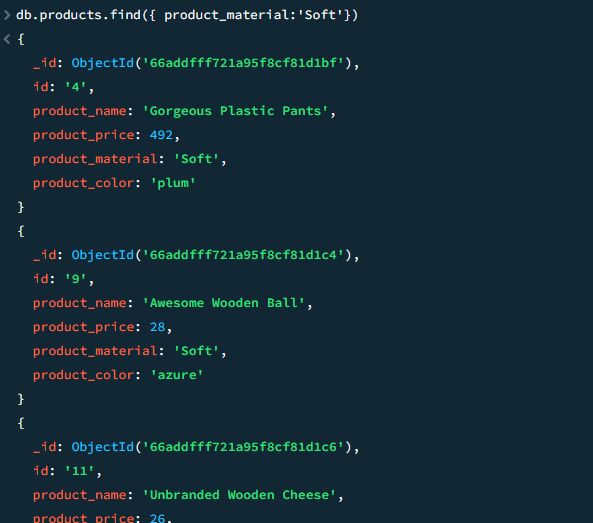 > db.products.find({ product_material:'Soft'})
< {
_id: ObjectId('66addfff721a95f8cf81d1bf'),
id: '4',
product_name: 'Gorgeous Plastic Pants',
product_price: 492,
product_material: 'Soft',
product_color: 'plum'
}
{
_id: ObjectId('66addfff721a95f8cf81d1c4'),
id: '9',
product_name: 'Awesome Wooden Ball',
product_price: 28,
product_material: 'Soft',
product_color: 'azure'
}
{
_id: ObjectId('66addfff721a95f8cf81d1c6'),
id: '11',
product_name: 'Unbranded Wooden Cheese',
product_price: 26,